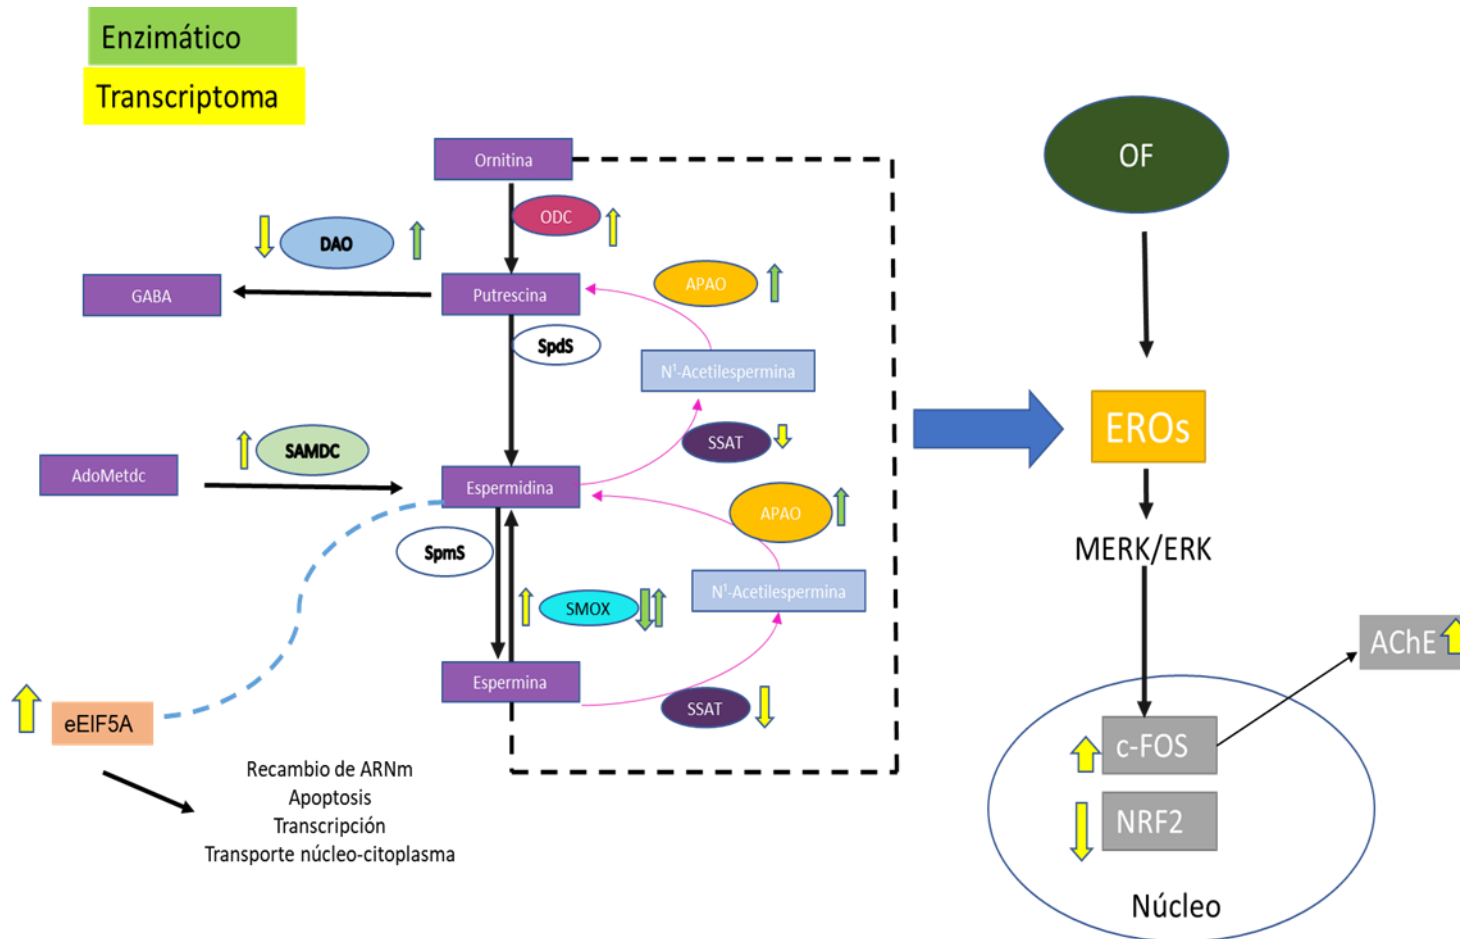 Enzimático
Transcriptoma
Ornitina
ODC
DAO
GABA
Putrescina
APAO
SpdS
N¹-Acetilespermina
SSAT
SAMDC
AdoMetdc
Espermidina
APAO
SpmS
N¹-Acetilespermina
SMOX
Espermina
SSAT
eEIF5A
Recambio de ARNm
Apoptosis
Transcripción
Transporte núcleo-citoplasma
OF
EROs
MERK/ERK
AChE
c-FOS
NRF2
Núcleo